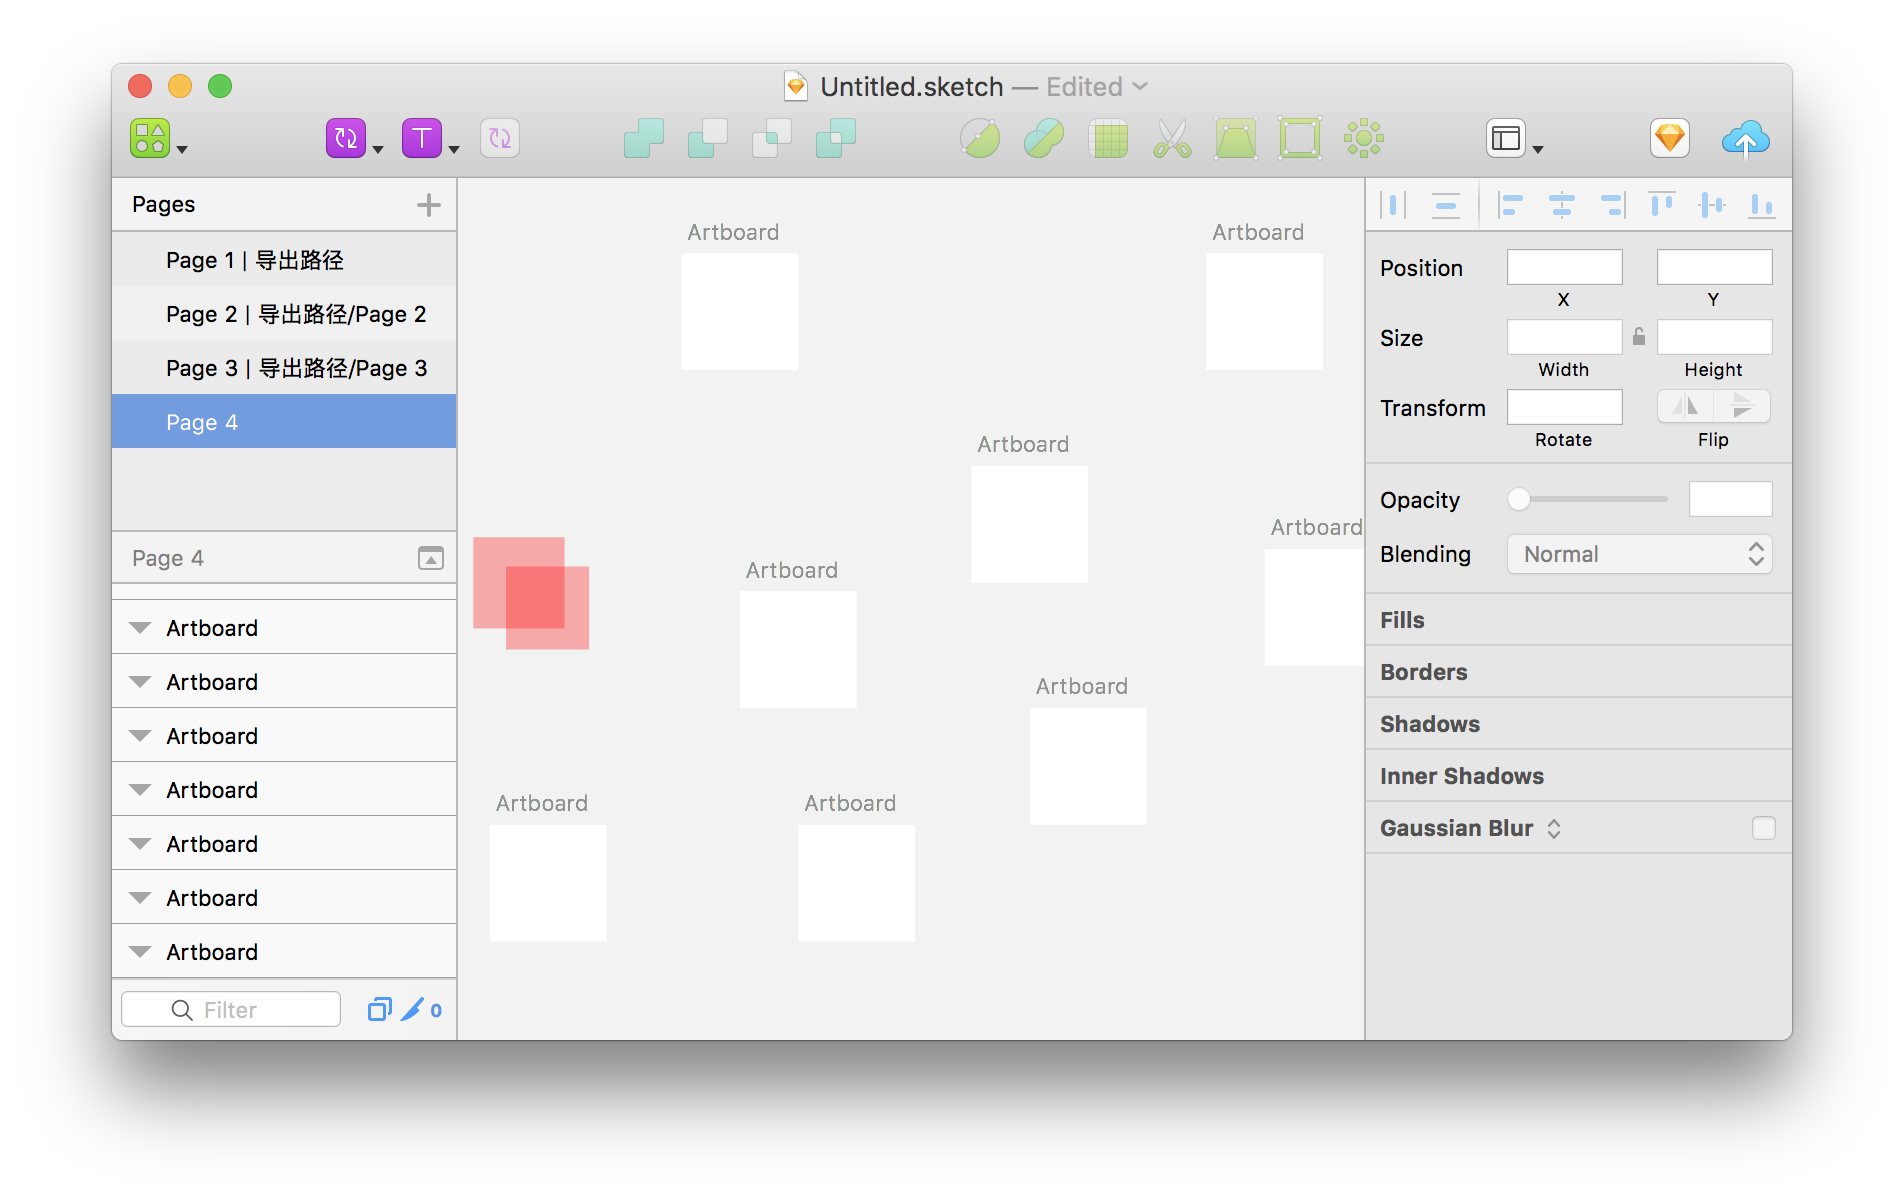 Untitled.sketch — Edited
Pages
Page 1 | 导出路径
Page 2 | 导出路径/Page 2
Page 3 | 导出路径/Page 3
Page 4
Page 4
Artboard
Artboard
Artboard
Artboard
Artboard
Artboard
Artboard
Filter
0
Artboard
Artboard
Artboard
Artboard
Artboard
Artboard
Artboard
Artboard
Position
X
Y
Size
Width
Height
Transform
Rotate
Flip
Opacity
Blending
Normal
Fills
Borders
Shadows
Inner Shadows
Gaussian Blur